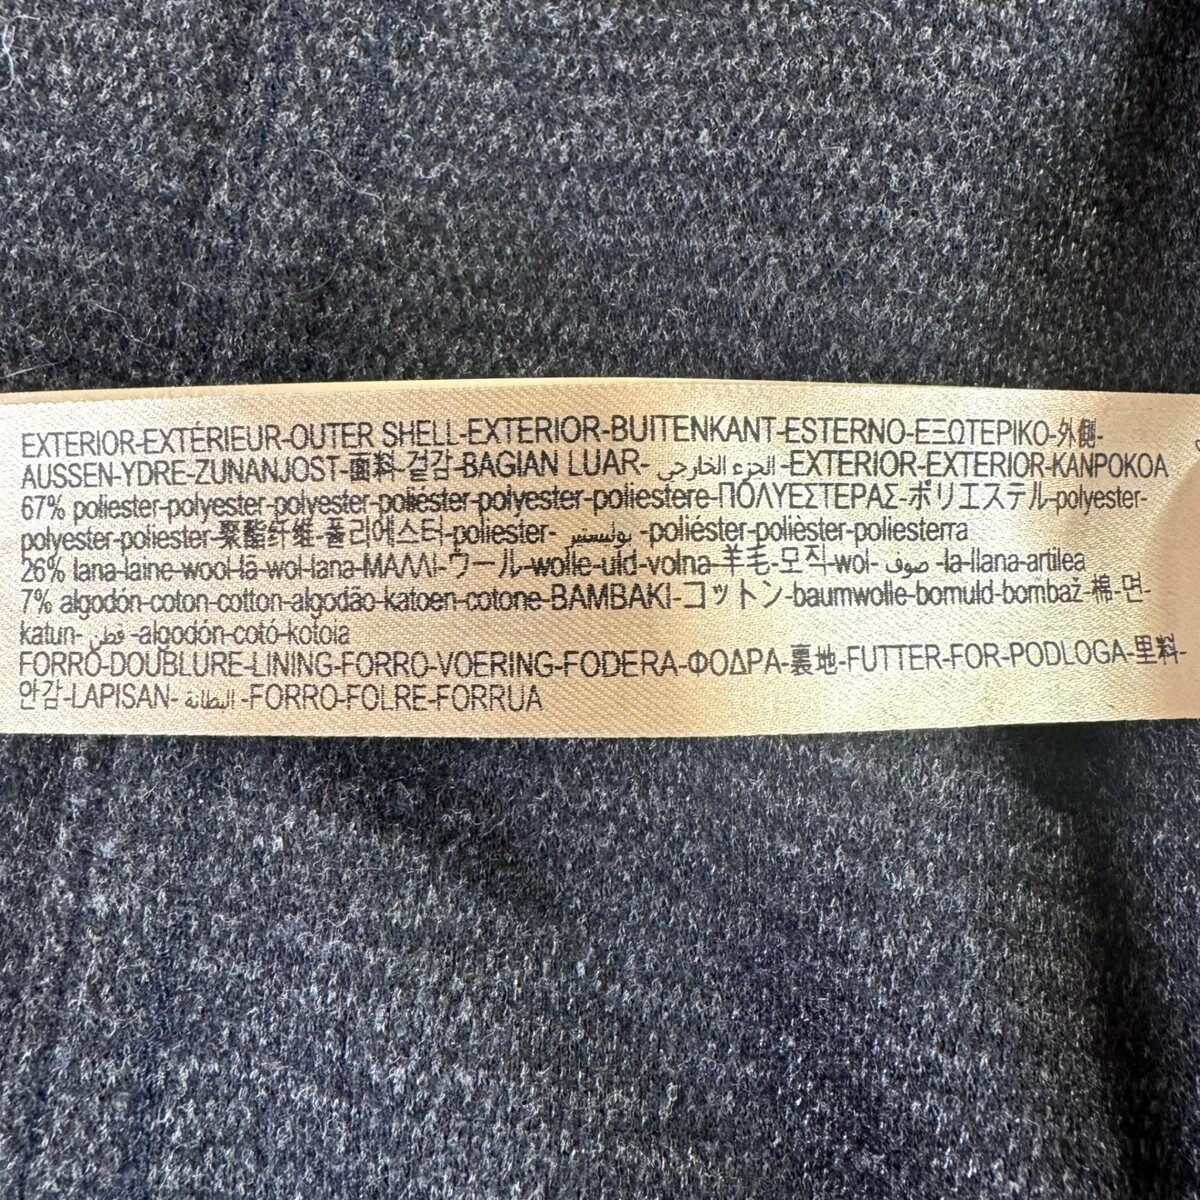 EXTERIOR-EXTÉRIEUR-OUTER SHELL-EXTERIOR-BUITENKANT-ESTERNO-ΕΞΩΤΕΡΙΚΟ-外側-
AUSSEN-YDRE-ZUNANJOST-面料-겉감-BAGIAN LUAR- الجزء الخارجي -EXTERIOR-EXTERIOR-KANPOKOA
67% poliester-polyester-polyester-poliéster-polyester-poliestere-ΠΟΛΥΕΣΤΕΡΑΣ-ポリエステル-polyester-
polyester-poliester-聚酯纤维-폴리에스터-poliester- بوليستير -poliéster-polièster-poliesterra
26% lana-laine-wool-lã-wol-lana-ΜΑΛΛΙ-ウール-wolle-uld-volna-羊毛-모직-wol- صوف -la-llana-artilea
7% algodón-coton-cotton-algodão-katoen-cotone-ΒΑΜΒΑΚΙ-コットン-baumwolle-bomuld-bombaž-棉-면-
katun- قطن -algodón-cotó-kotoia
FORRO-DOUBLURE-LINING-FORRO-VOERING-FODERA-ΦΟΔΡΑ-裏地-FUTTER-FOR-PODLOGA-里料-
안감-LAPISAN- البطانة -FORRO-FOLRE-FORRUA